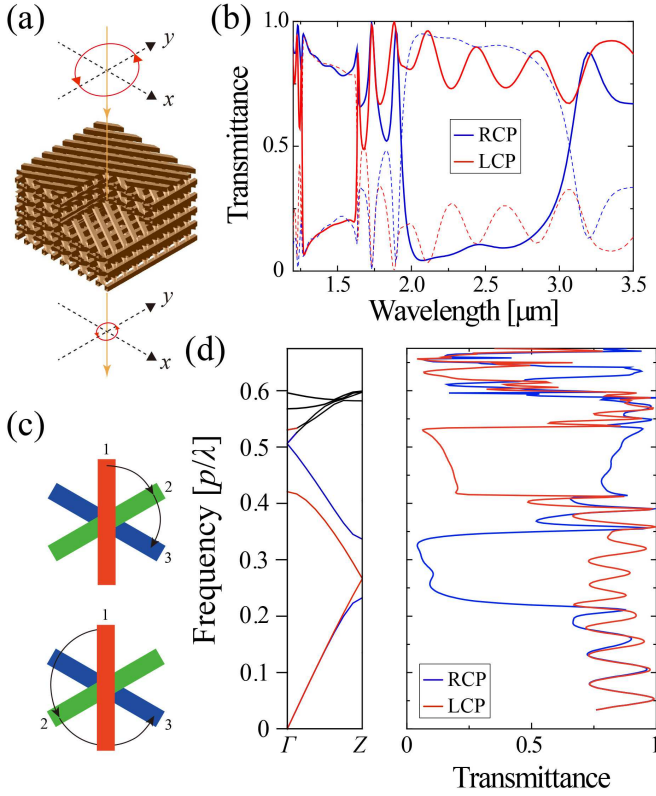 (a)
y
x
y
x
(b)
Transmittance
1
0.5
0
RCP
LCP
1.5
2.0
2.5
3.0
3.5
Wavelength [μm]
(c)
1
2
3
1
2
3
(d)
Frequency [p/λ]
0.6
0.5
0.4
0.3
0.2
0.1
0
Γ
Z
RCP
LCP
0
0.5
1
Transmittance